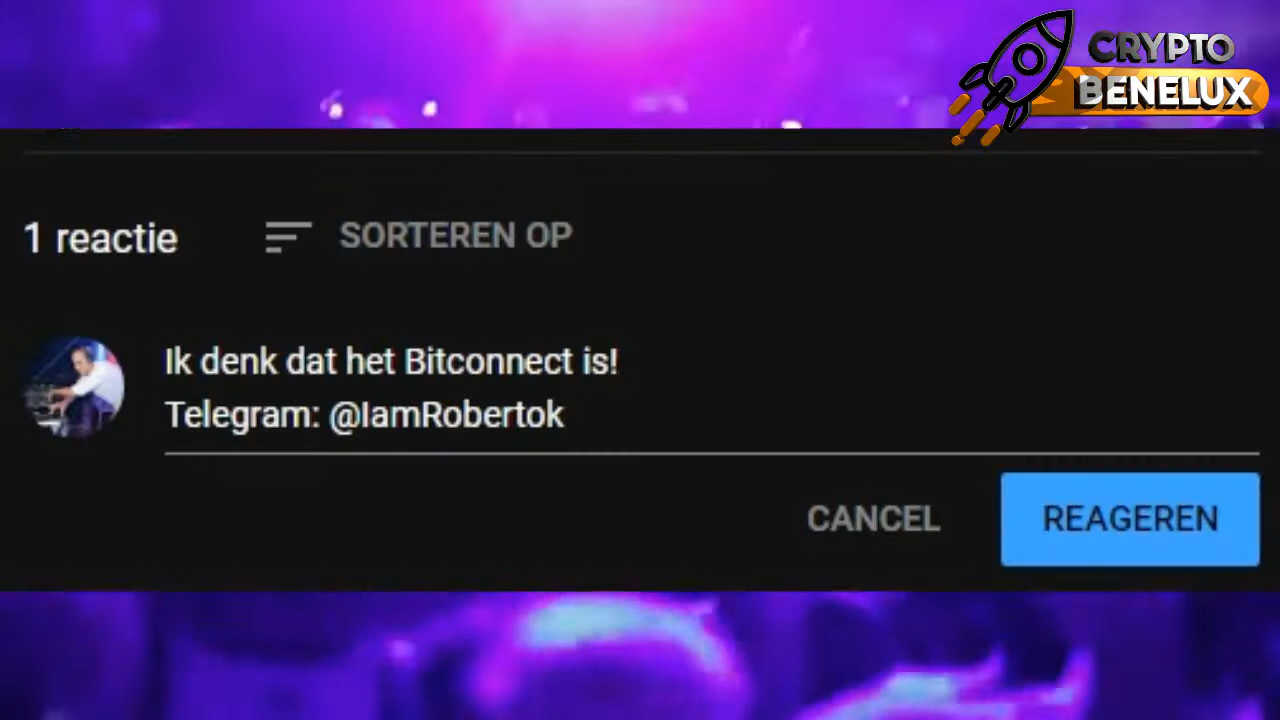 CRYPTO
BENELUX
1 reactie
SORTEREN OP
Ik denk dat het Bitconnect is!
Telegram: @IamRobertok
CANCEL
REAGEREN